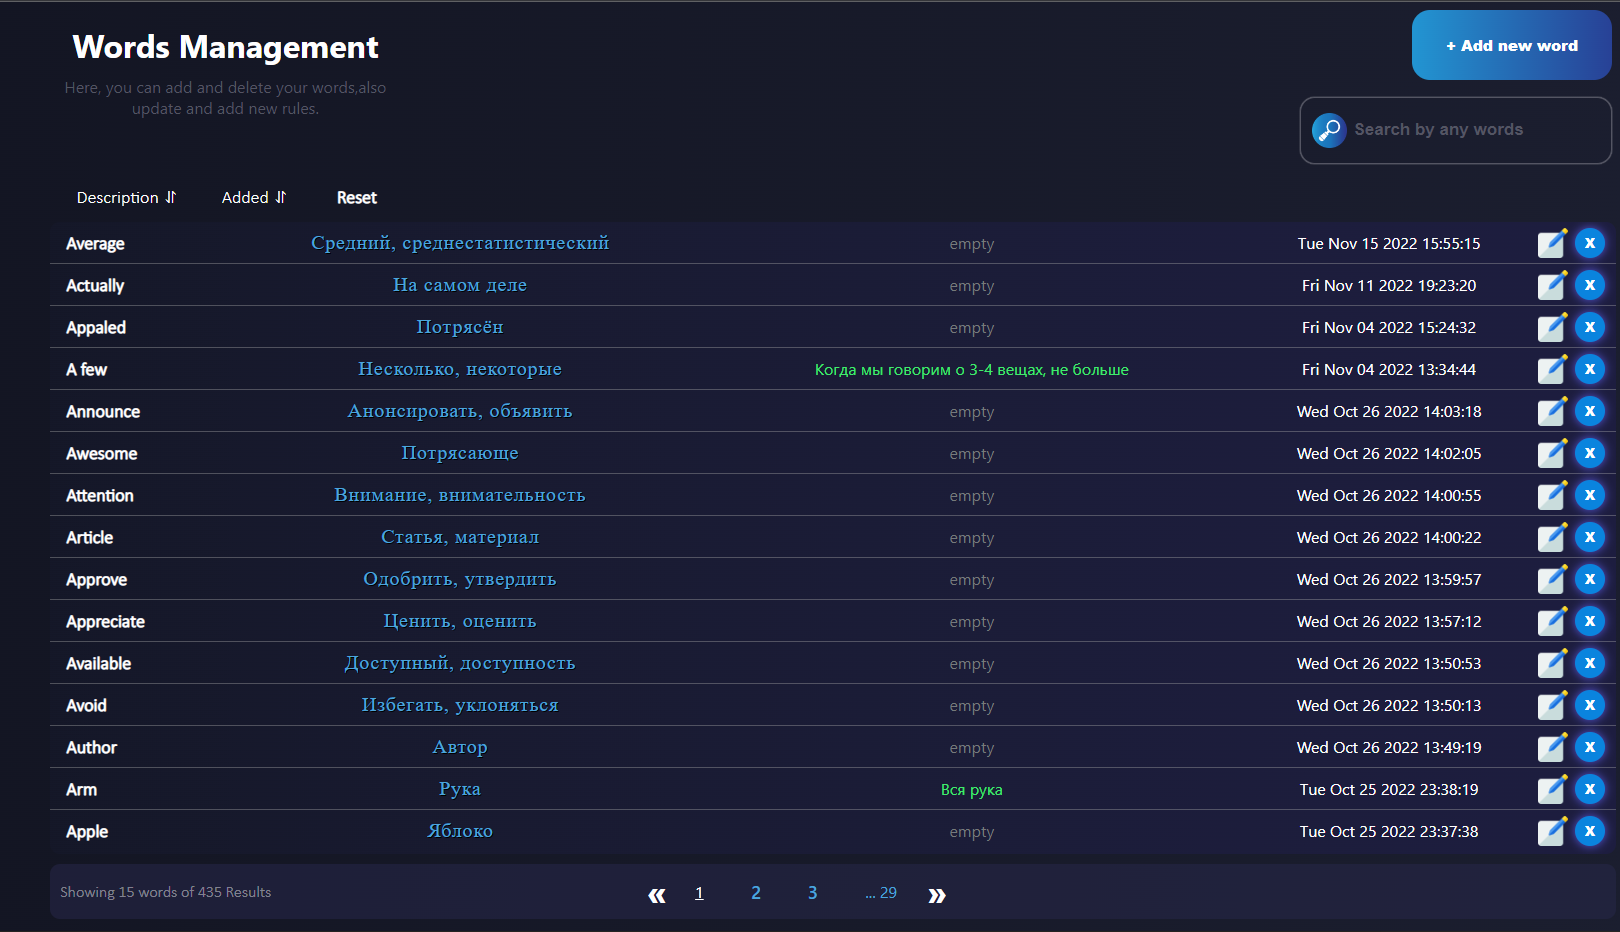 Words Management
+ Add new word
Here, you can add and delete your words,also
update and add new rules.
Search by any words
Description ⇃↾ Added ⇃↾ Reset
Average Средний, среднестатистический empty Tue Nov 15 2022 15:55:15 x
Actually На самом деле empty Fri Nov 11 2022 19:23:20 x
Appaled Потрясён empty Fri Nov 04 2022 15:24:32 x
A few Несколько, некоторые Когда мы говорим о 3-4 вещах, не больше Fri Nov 04 2022 13:34:44 x
Announce Анонсировать, объявить empty Wed Oct 26 2022 14:03:18 x
Awesome Потрясающе empty Wed Oct 26 2022 14:02:05 x
Attention Внимание, внимательность empty Wed Oct 26 2022 14:00:55 x
Article Статья, материал empty Wed Oct 26 2022 14:00:22 x
Approve Одобрить, утвердить empty Wed Oct 26 2022 13:59:57 x
Appreciate Ценить, оценить empty Wed Oct 26 2022 13:57:12 x
Available Доступный, доступность empty Wed Oct 26 2022 13:50:53 x
Avoid Избегать, уклоняться empty Wed Oct 26 2022 13:50:13 x
Author Автор empty Wed Oct 26 2022 13:49:19 x
Arm Рука Вся рука Tue Oct 25 2022 23:38:19 x
Apple Яблоко empty Tue Oct 25 2022 23:37:38 x
Showing 15 words of 435 Results « 1 2 3 ... 29 »